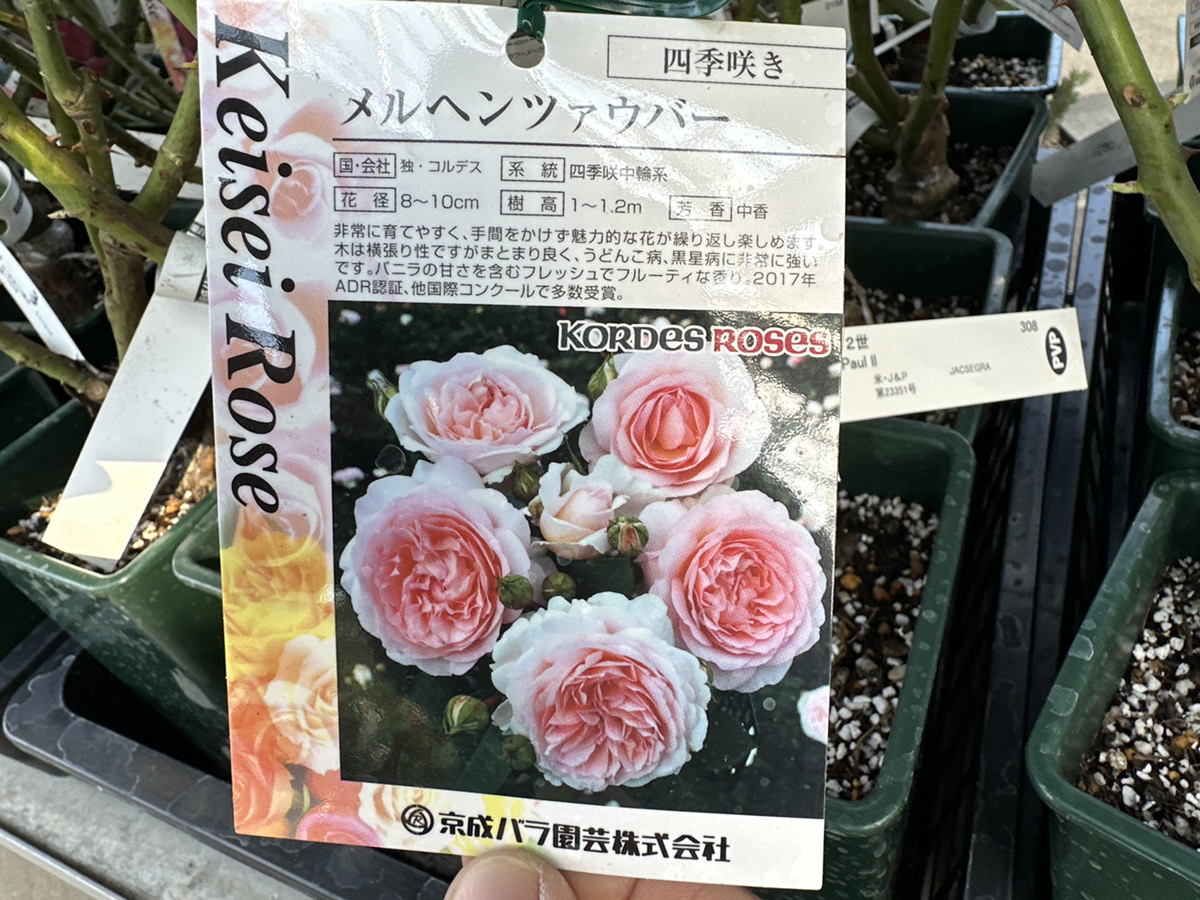 Keisei Rose
四季咲き
メルヘンツァウバー
国・会社 独・コルデス 系統 四季咲中輪系
花径 8〜10cm 樹高 1〜1.2m 芳香 中香
非常に育てやすく、手間をかけず魅力的な花が繰り返し楽しめます。
木は横張り性ですがまとまり良く、うどんこ病、黒星病に非常に強い
です。バニラの甘さを含むフレッシュでフルーティな香り。2017年
ADR認証、他国際コンクールで多数受賞。
KORDES ROSES
京成バラ園芸株式会社
2世
308
Paul II
PVP
米・J&P
JACSEGRA
第23351号